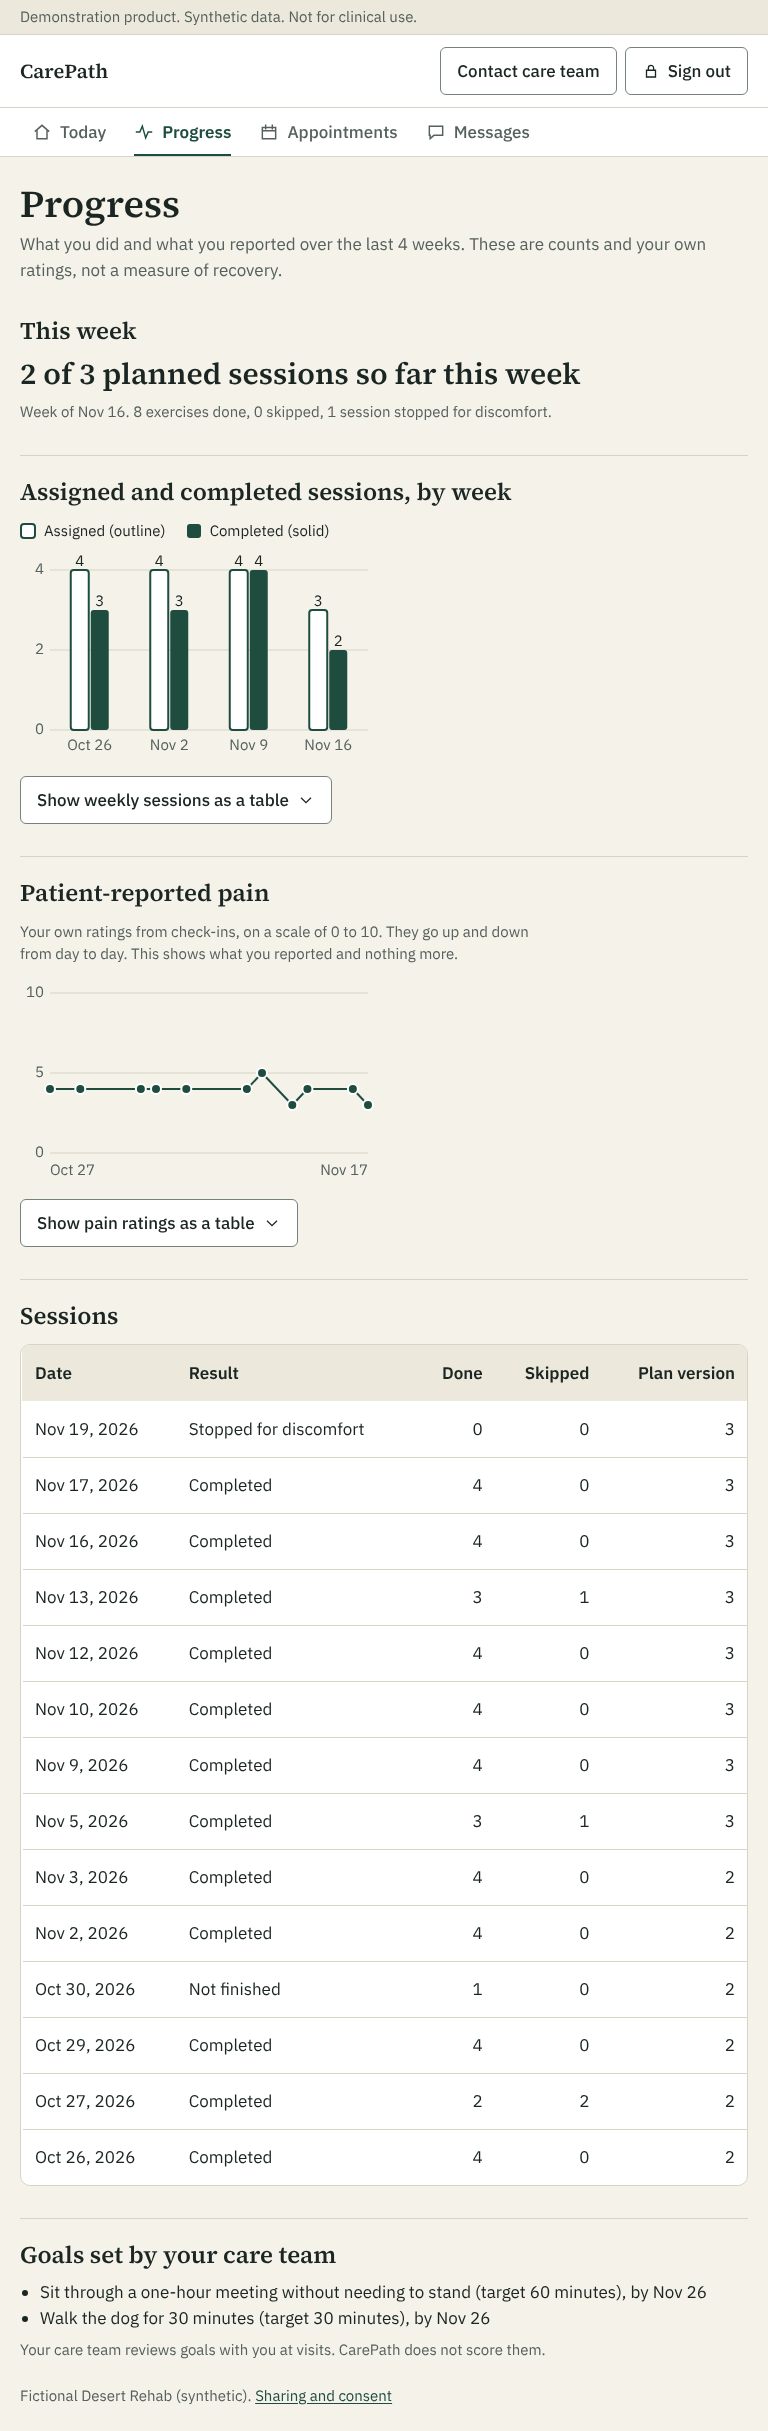 Demonstration product. Synthetic data. Not for clinical use.
CarePath
Contact care team
Sign out
Today
Progress
Appointments
Messages
Progress
What you did and what you reported over the last 4 weeks. These are counts and your own
ratings, not a measure of recovery.
This week
2 of 3 planned sessions so far this week
Week of Nov 16. 8 exercises done, 0 skipped, 1 session stopped for discomfort.
Assigned and completed sessions, by week
Assigned (outline) Completed (solid)
4 3 4 3 4 4 3 2
4
2
0
Oct 26 Nov 2 Nov 9 Nov 16
Show weekly sessions as a table
Patient-reported pain
Your own ratings from check-ins, on a scale of 0 to 10. They go up and down
from day to day. This shows what you reported and nothing more.
10
5
0
Oct 27 Nov 17
Show pain ratings as a table
Sessions
Date Result Done Skipped Plan version
Nov 19, 2026 Stopped for discomfort 0 0 3
Nov 17, 2026 Completed 4 0 3
Nov 16, 2026 Completed 4 0 3
Nov 13, 2026 Completed 3 1 3
Nov 12, 2026 Completed 4 0 3
Nov 10, 2026 Completed 4 0 3
Nov 9, 2026 Completed 4 0 3
Nov 5, 2026 Completed 3 1 3
Nov 3, 2026 Completed 4 0 2
Nov 2, 2026 Completed 4 0 2
Oct 30, 2026 Not finished 1 0 2
Oct 29, 2026 Completed 4 0 2
Oct 27, 2026 Completed 2 2 2
Oct 26, 2026 Completed 4 0 2
Goals set by your care team
• Sit through a one-hour meeting without needing to stand (target 60 minutes), by Nov 26
• Walk the dog for 30 minutes (target 30 minutes), by Nov 26
Your care team reviews goals with you at visits. CarePath does not score them.
Fictional Desert Rehab (synthetic). Sharing and consent